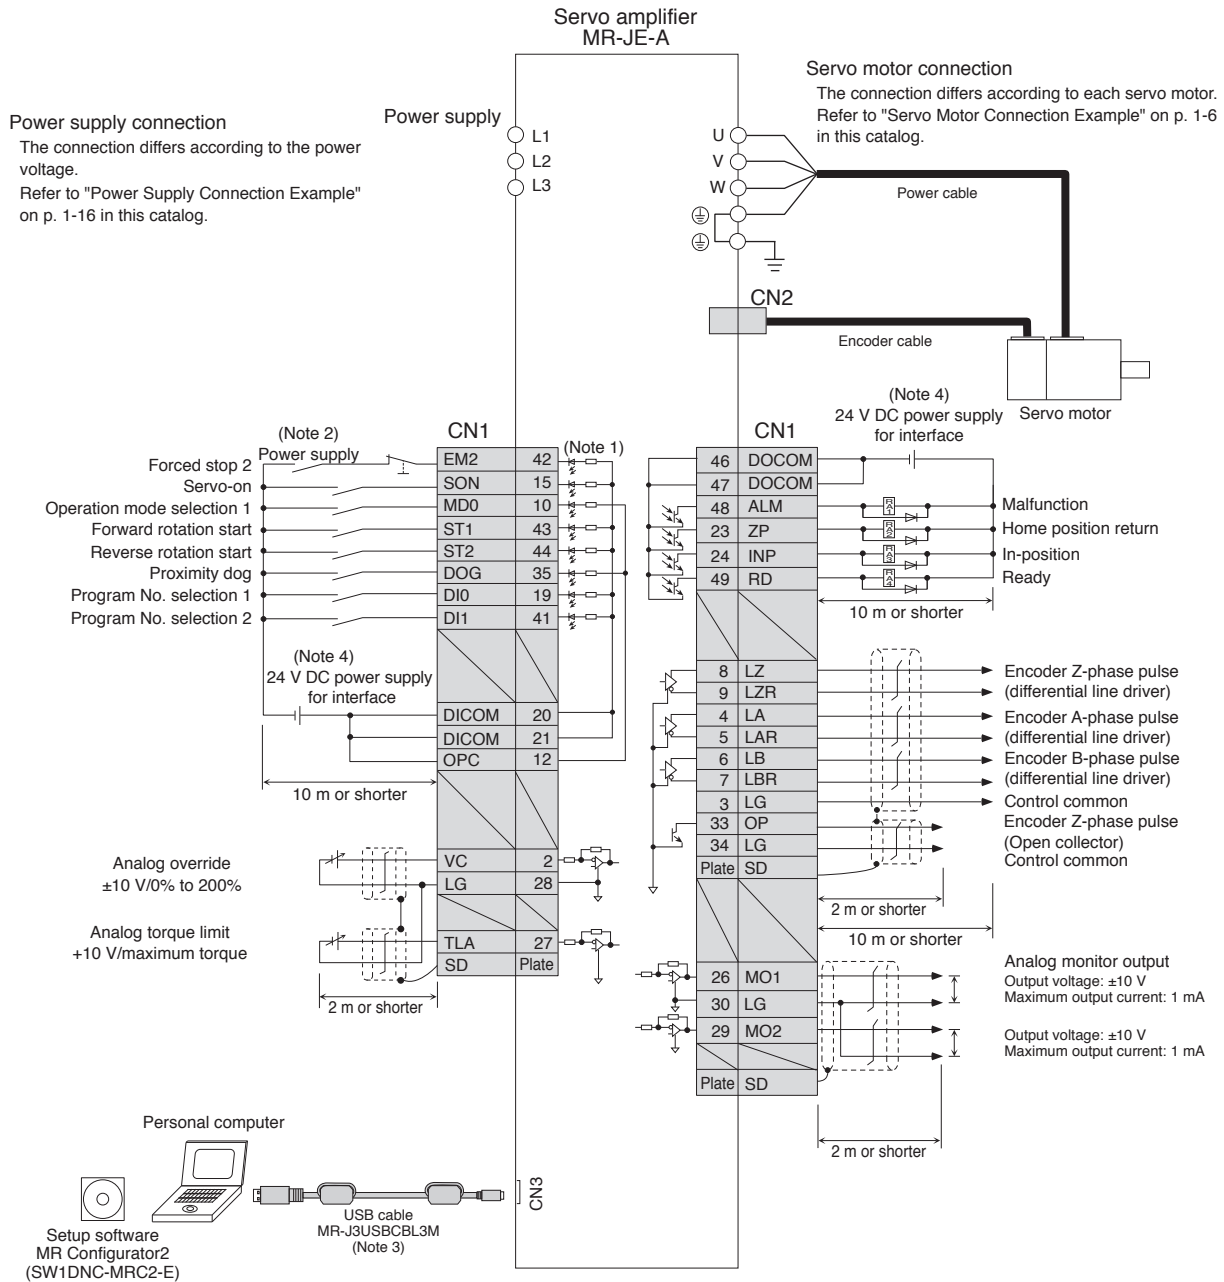 Servo amplifier
MR-JE-A
Servo motor connection
The connection differs according to each servo motor.
Refer to "Servo Motor Connection Example" on p. 1-6
in this catalog.
Power supply connection
The connection differs according to the power
voltage.
Refer to "Power Supply Connection Example"
on p. 1-16 in this catalog.
Power supply
L1
L2
L3
U
V
W
Power cable
CN2
Encoder cable
Servo motor
(Note 2)
Power supply
CN1
(Note 1)
Forced stop 2 EM2 42
Servo-on SON 15
Operation mode selection 1 MD0 10
Forward rotation start ST1 43
Reverse rotation start ST2 44
Proximity dog DOG 35
Program No. selection 1 DI0 19
Program No. selection 2 DI1 41
(Note 4)
24 V DC power supply
for interface
DICOM 20
DICOM 21
OPC 12
10 m or shorter
Analog override
±10 V/0% to 200%
VC 2
LG 28
Analog torque limit
+10 V/maximum torque
TLA 27
SD Plate
2 m or shorter
(Note 4)
24 V DC power supply
for interface
CN1
46 DOCOM
47 DOCOM
48 ALM RA1 Malfunction
23 ZP RA2 Home position return
24 INP RA3 In-position
49 RD RA4 Ready
10 m or shorter
8 LZ Encoder Z-phase pulse
9 LZR (differential line driver)
4 LA Encoder A-phase pulse
5 LAR (differential line driver)
6 LB Encoder B-phase pulse
7 LBR (differential line driver)
3 LG Control common
33 OP Encoder Z-phase pulse
(Open collector)
34 LG Control common
Plate SD
2 m or shorter
10 m or shorter
Analog monitor output
26 MO1 Output voltage: ±10 V
Maximum output current: 1 mA
30 LG
29 MO2 Output voltage: ±10 V
Maximum output current: 1 mA
Plate SD
2 m or shorter
Personal computer
CN3
USB cable
MR-J3USBCBL3M
(Note 3)
Setup software
MR Configurator2
(SW1DNC-MRC2-E)